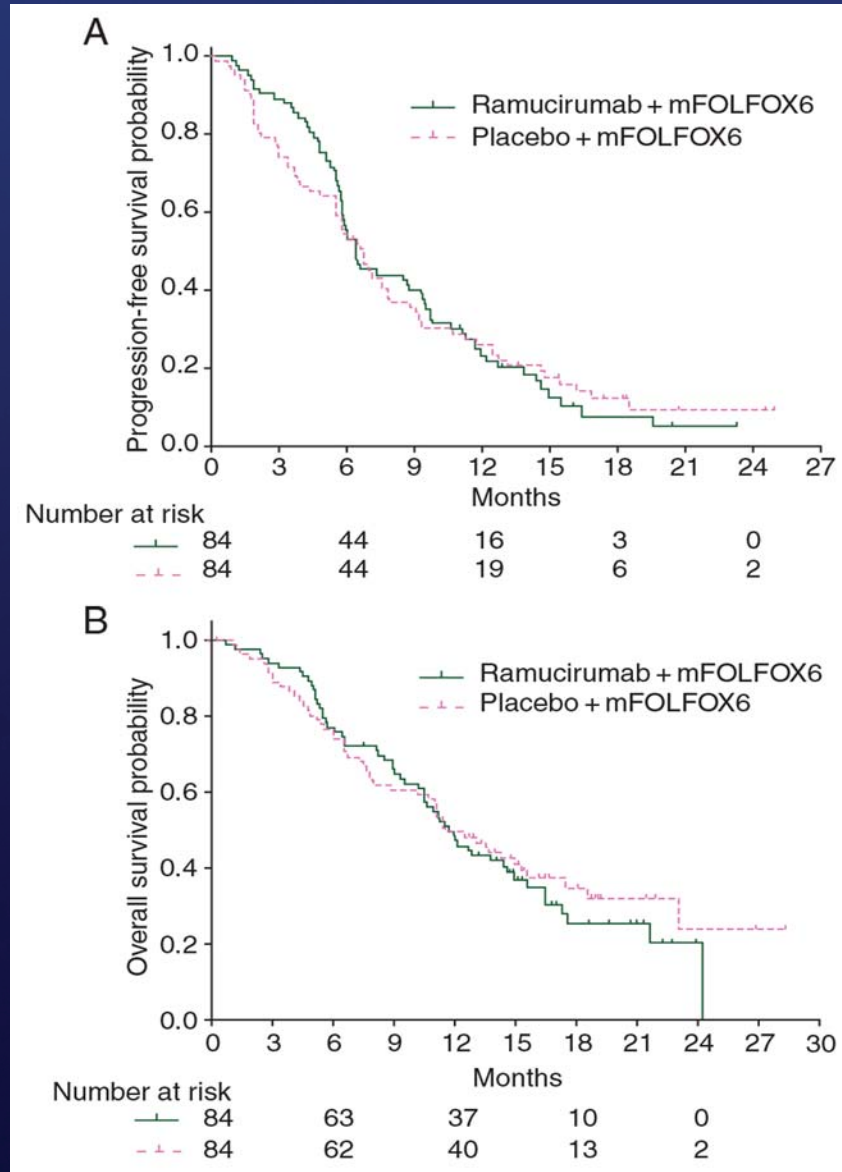 A
Progression-free survival probability
1.0
0.8
0.6
0.4
0.2
0.0
Ramucirumab + mFOLFOX6
Placebo + mFOLFOX6
0 3 6 9 12 15 18 21 24 27
Months
Number at risk
84 44 16 3 0
84 44 19 6 2
B
Overall survival probability
1.0
0.8
0.6
0.4
0.2
0.0
Ramucirumab + mFOLFOX6
Placebo + mFOLFOX6
0 3 6 9 12 15 18 21 24 27 30
Months
Number at risk
84 63 37 10 0
84 62 40 13 2